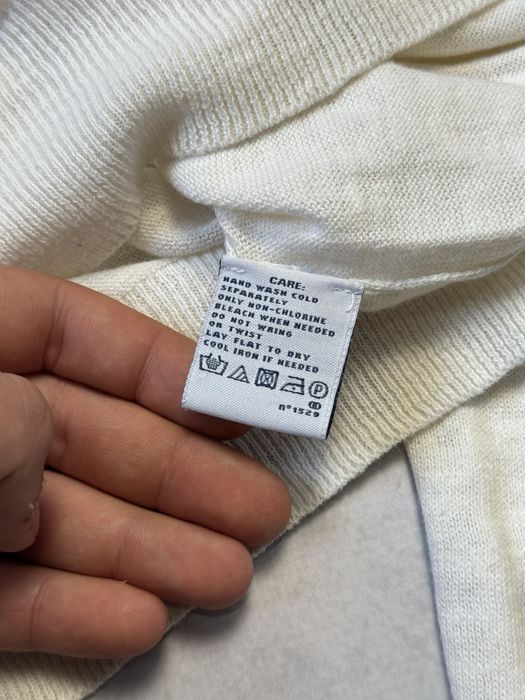 CARE:
HAND WASH COLD
SEPARATELY
ONLY NON-CHLORINE
BLEACH WHEN NEEDED
DO NOT WRING
OR TWIST
LAY FLAT TO DRY
COOL IRON IF NEEDED
P
n°1529